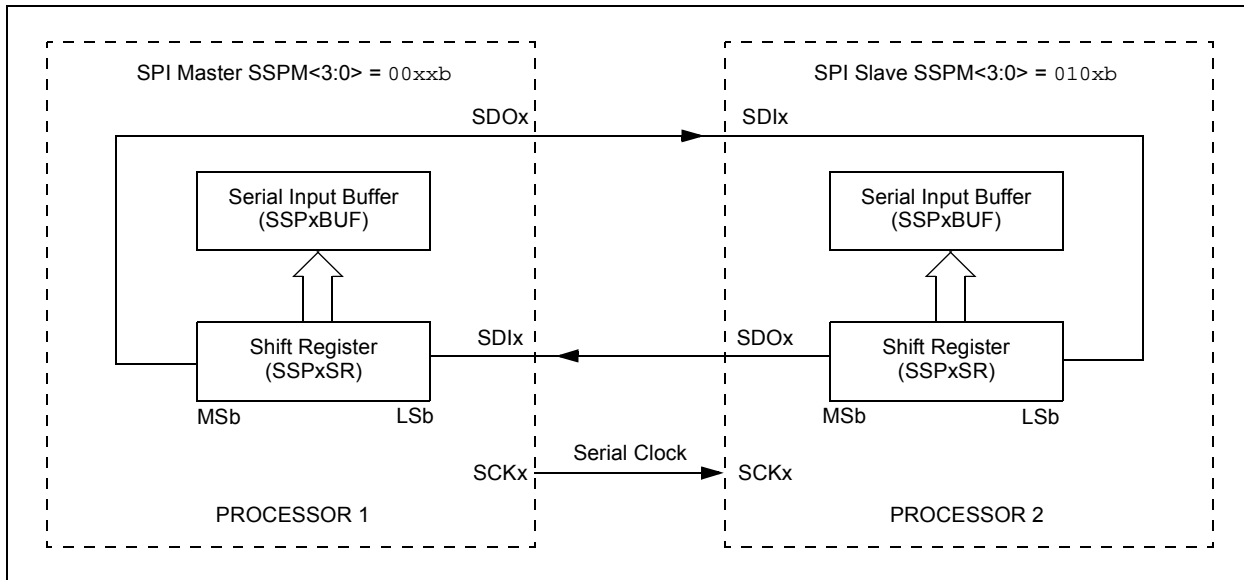 SPI Master SSPM<3:0> = 00xxb
SPI Slave SSPM<3:0> = 010xb
SDOx
SDIx
Serial Input Buffer
(SSPxBUF)
Serial Input Buffer
(SSPxBUF)
Shift Register
(SSPxSR)
SDIx
SDOx
Shift Register
(SSPxSR)
MSb
LSb
MSb
LSb
Serial Clock
SCKx
SCKx
PROCESSOR 1
PROCESSOR 2